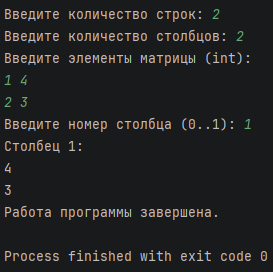 Введите количество строк: 2
Введите количество столбцов: 2
Введите элементы матрицы (int):
1 4
2 3
Введите номер столбца (0..1): 1
Столбец 1:
4
3
Работа программы завершена.
Process finished with exit code 0